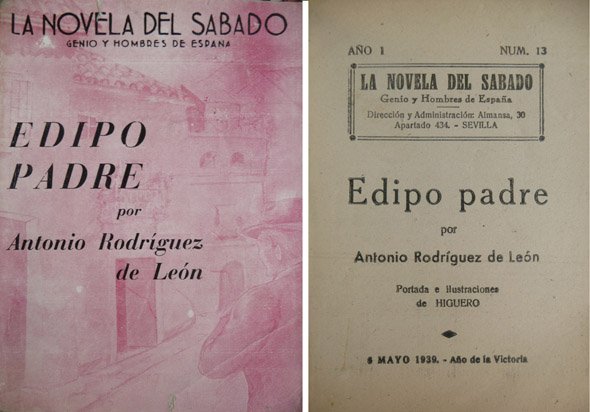 LA NOVELA DEL SABADO
GENIO Y HOMBRES DE ESPAÑA
EDIPO
PADRE
por
Antonio Rodríguez
de León
AÑO 1
NUM. 13
LA NOVELA DEL SABADO
Genio y Hombres de España
Dirección y Administración: Almansa, 30
Apartado 434. - SEVILLA
Edipo padre
por
Antonio Rodríguez de León
Portada e ilustraciones
de HIGUERO
6 MAYO 1939. - Año de la Victoria